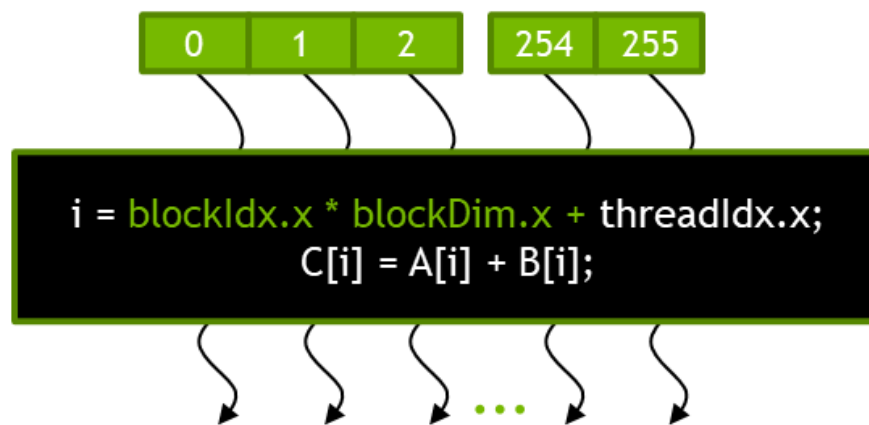 0 1 2 254 255
i = blockIdx.x * blockDim.x + threadIdx.x;
C[i] = A[i] + B[i];
...